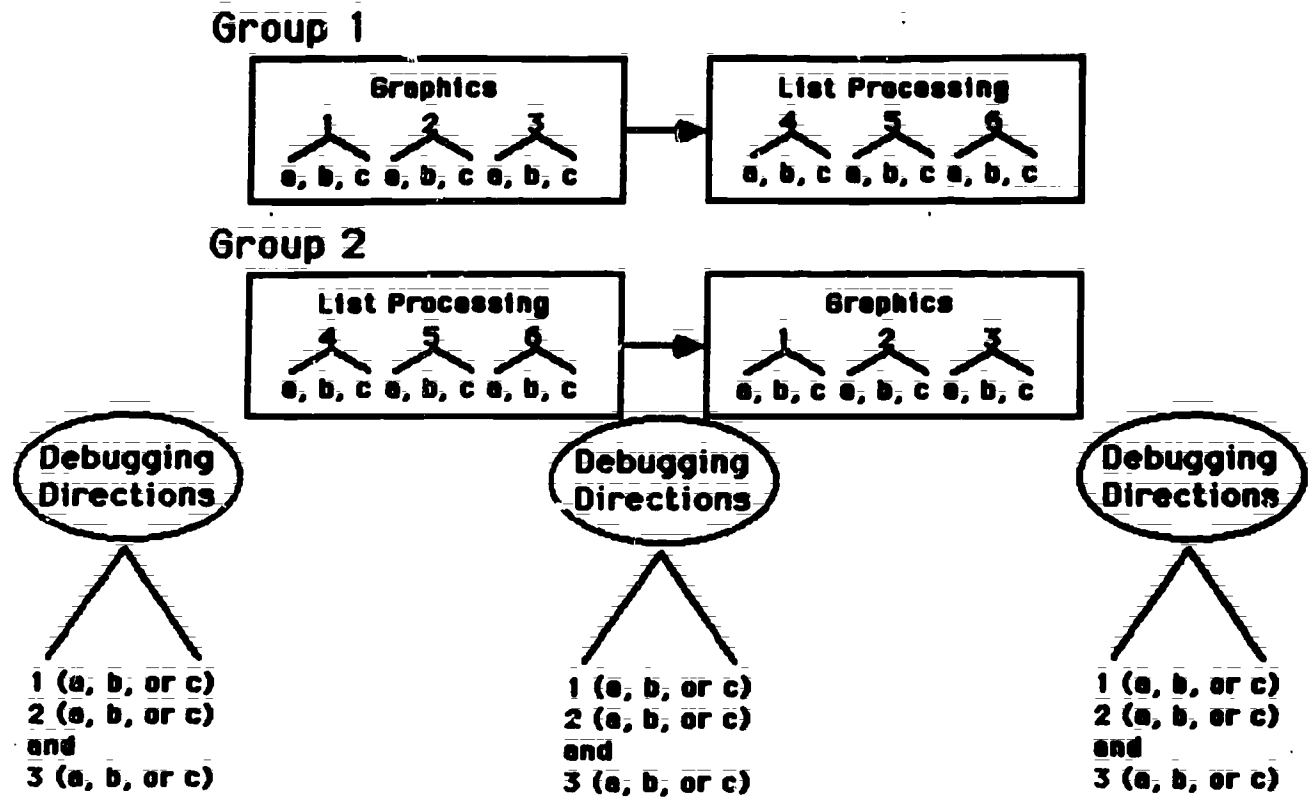 Group 1
Graphics
1 2 3
a, b, c a, b, c a, b, c
List Processing
4 5 6
a, b, c a, b, c a, b, c
Group 2
List Processing
4 5 6
a, b, c a, b, c a, b, c
Graphics
1 2 3
a, b, c a, b, c a, b, c
Debugging
Directions
1 (a, b, or c)
2 (a, b, or c)
and
3 (a, b, or c)
Debugging
Directions
1 (a, b, or c)
2 (a, b, or c)
and
3 (a, b, or c)
Debugging
Directions
1 (a, b, or c)
2 (a, b, or c)
and
3 (a, b, or c)